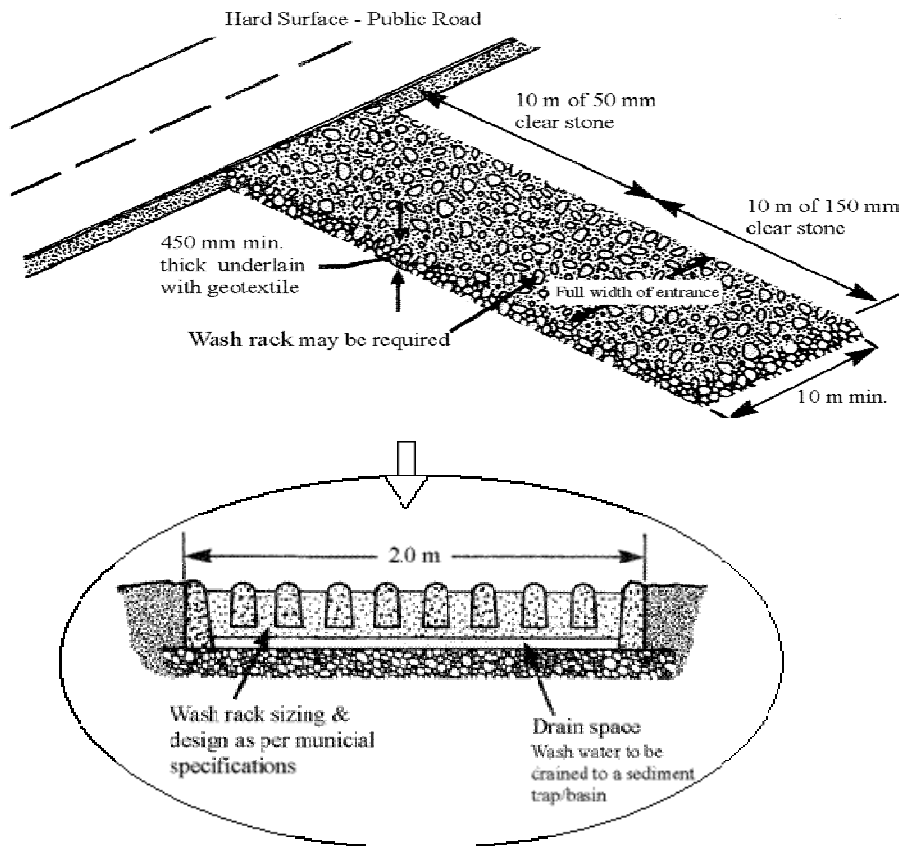 Hard Surface - Public Road
10 m of 50 mm
clear stone
10 m of 150 mm
clear stone
450 mm min.
thick underlain
with geotextile
Full width of entrance
Wash rack may be required
10 m min.
2.0 m
Wash rack sizing &
design as per municial
specifications
Drain space
Wash water to be
drained to a sediment
trap/basin